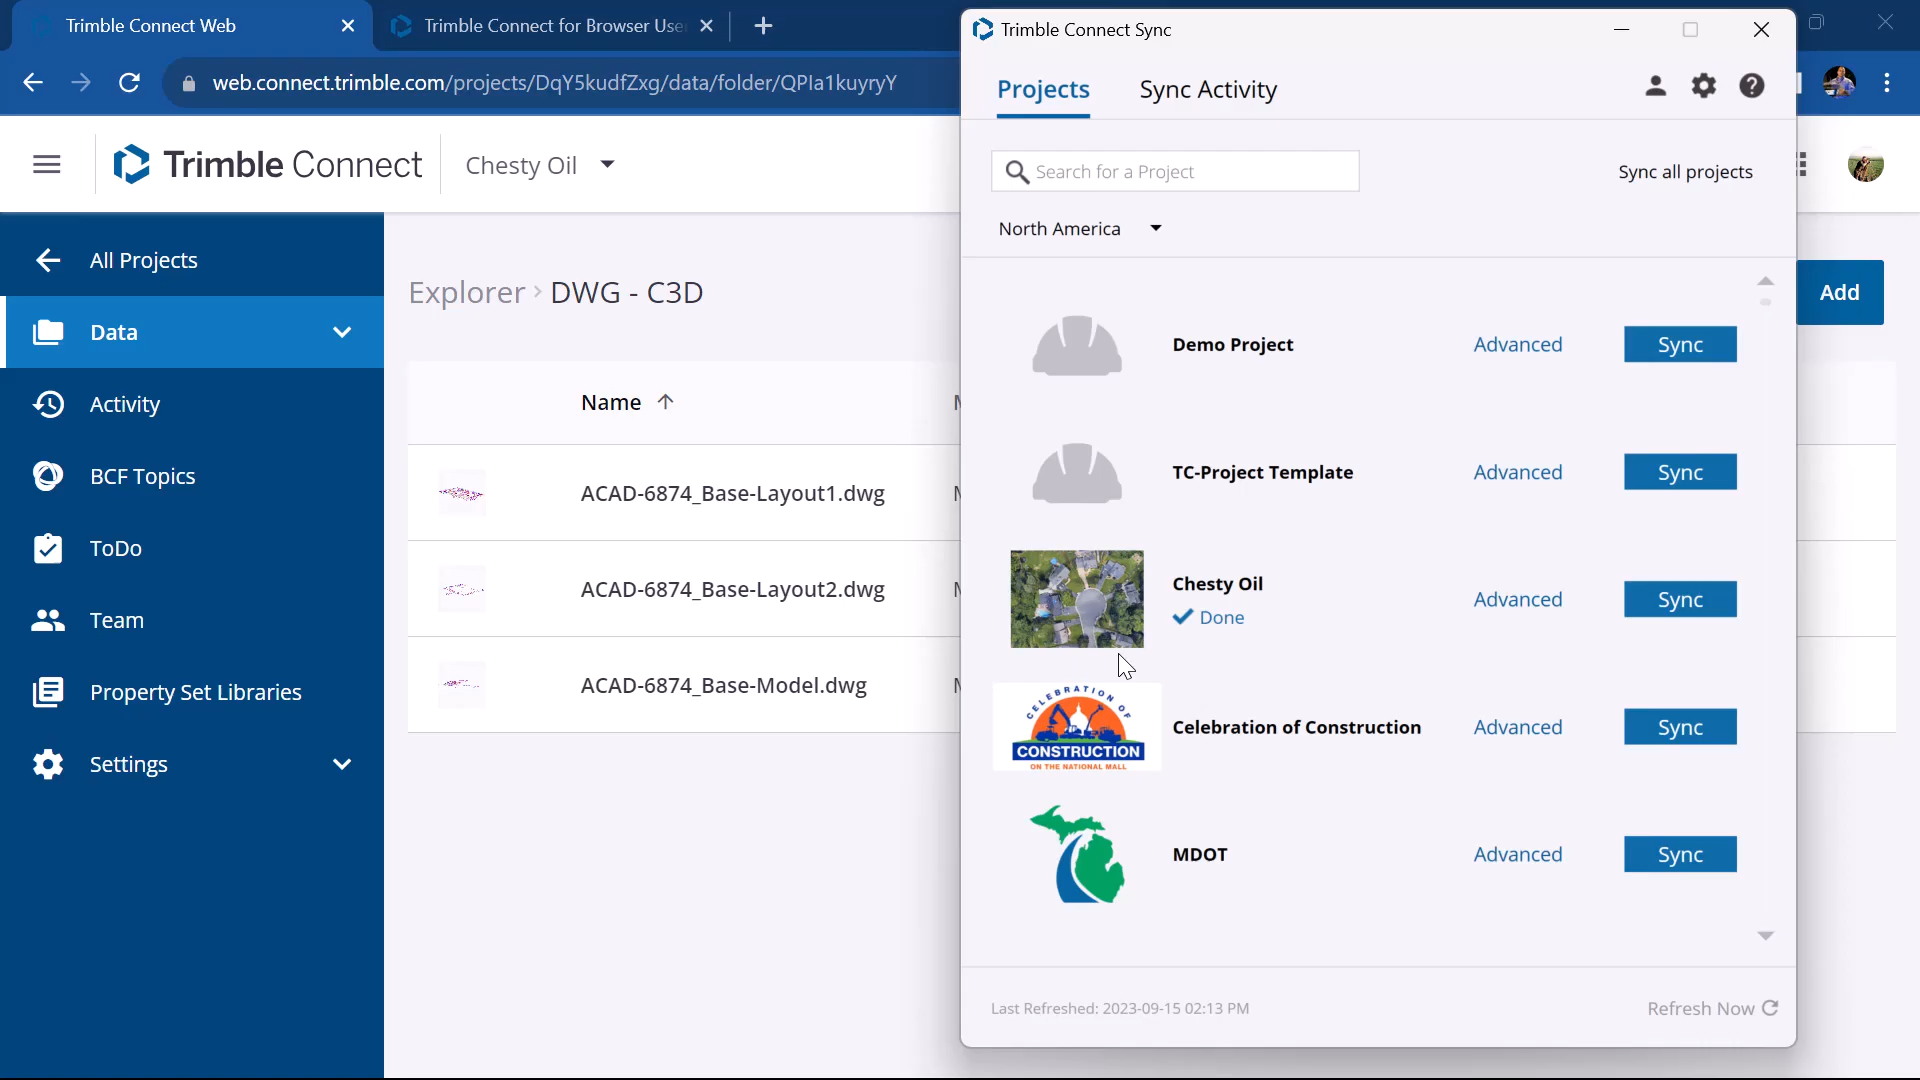 Trimble Connect Web
Trimble Connect for Browser Use
web.connect.trimble.com/projects/DqY5kudfZxg/data/folder/QPIa1kuyryY
Trimble Connect
Chesty Oil
All Projects
Data
Activity
BCF Topics
ToDo
Team
Property Set Libraries
Settings
Explorer > DWG - C3D
Add
Name
ACAD-6874_Base-Layout1.dwg
ACAD-6874_Base-Layout2.dwg
ACAD-6874_Base-Model.dwg
Trimble Connect Sync
Projects
Sync Activity
Search for a Project
Sync all projects
North America
Demo Project
Advanced
Sync
TC-Project Template
Advanced
Sync
Chesty Oil
Done
Advanced
Sync
CELEBRATION OF
CONSTRUCTION
ON THE NATIONAL MALL
Celebration of Construction
Advanced
Sync
MDOT
Advanced
Sync
Last Refreshed: 2023-09-15 02:13 PM
Refresh Now